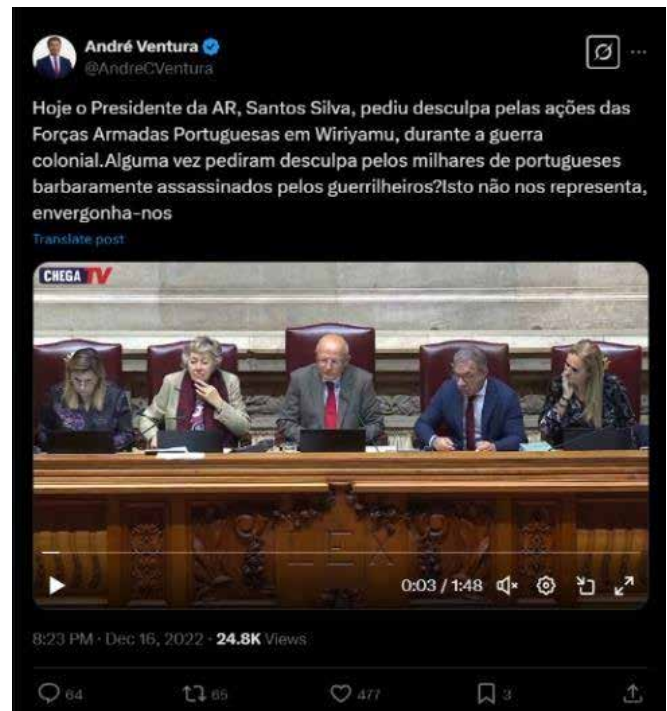 André Ventura
@AndreCVentura
Hoje o Presidente da AR, Santos Silva, pediu desculpa pelas ações das
Forças Armadas Portuguesas em Wiriyamu, durante a guerra
colonial.Alguma vez pediram desculpa pelos milhares de portugueses
barbaramente assassinados pelos guerrilheiros?Isto não nos representa,
envergonha-nos
Translate post
CHEGA TV
LEX
0:03 / 1:48
8:23 PM · Dec 16, 2022 · 24.8K Views
64 65 477 3